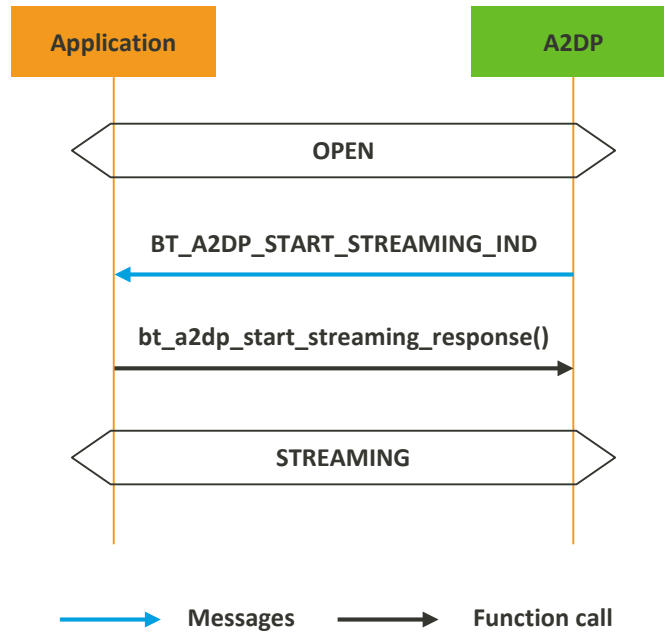 Application
A2DP
OPEN
BT_A2DP_START_STREAMING_IND
bt_a2dp_start_streaming_response()
STREAMING
Messages
Function call